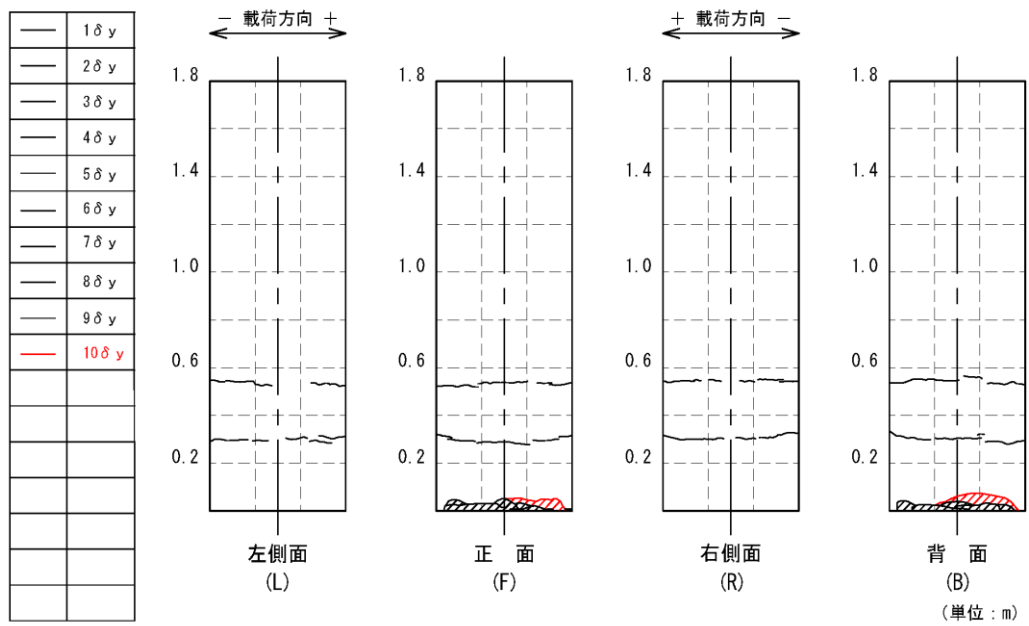 － 載荷方向 ＋
＋ 載荷方向 －
1δy
2δy
3δy
4δy
5δy
6δy
7δy
8δy
9δy
10δy
1.8
1.4
1.0
0.6
0.2
左側面
(L)
1.8
1.4
1.0
0.6
0.2
正 面
(F)
1.8
1.4
1.0
0.6
0.2
右側面
(R)
1.8
1.4
1.0
0.6
0.2
背 面
(B)
（単位：m）